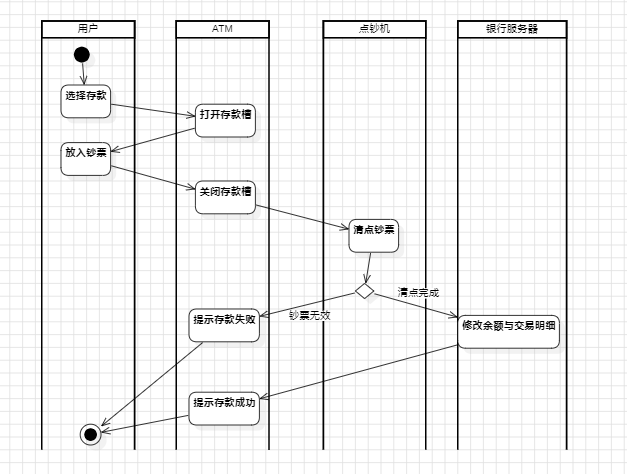 用户
ATM
点钞机
银行服务器
选择存款
打开存款槽
放入钞票
关闭存款槽
清点钞票
清点完成
钞票无效
提示存款失败
修改余额与交易明细
提示存款成功